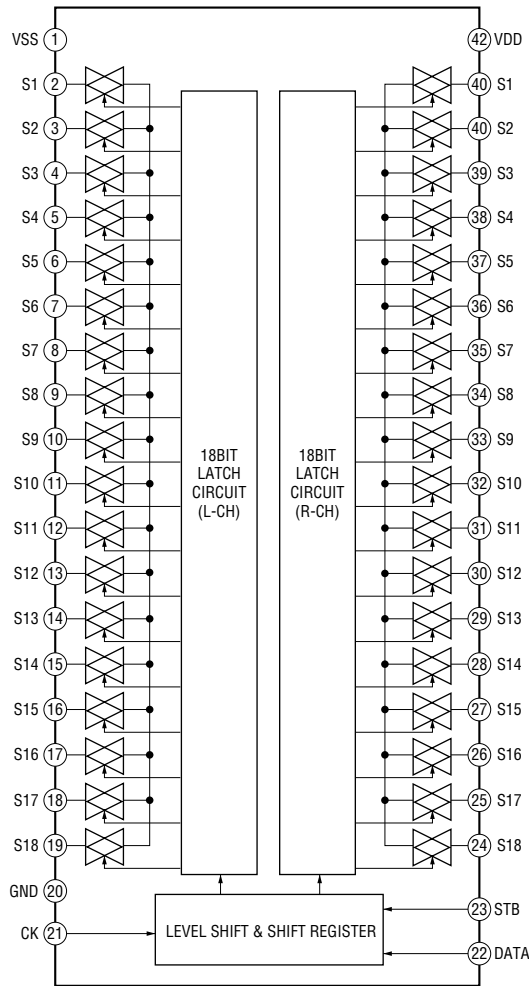 VSS 1
42 VDD
S1 2
40 S1
S2 3
40 S2
S3 4
39 S3
S4 5
38 S4
S5 6
37 S5
S6 7
36 S6
S7 8
35 S7
S8 9
34 S8
S9 10
33 S9
18BIT
LATCH
CIRCUIT
(L-CH)
18BIT
LATCH
CIRCUIT
(R-CH)
S10 11
32 S10
S11 12
31 S11
S12 13
30 S12
S13 14
29 S13
S14 15
28 S14
S15 16
27 S15
S16 17
26 S16
S17 18
25 S17
S18 19
24 S18
GND 20
23 STB
CK 21
LEVEL SHIFT & SHIFT REGISTER
22 DATA